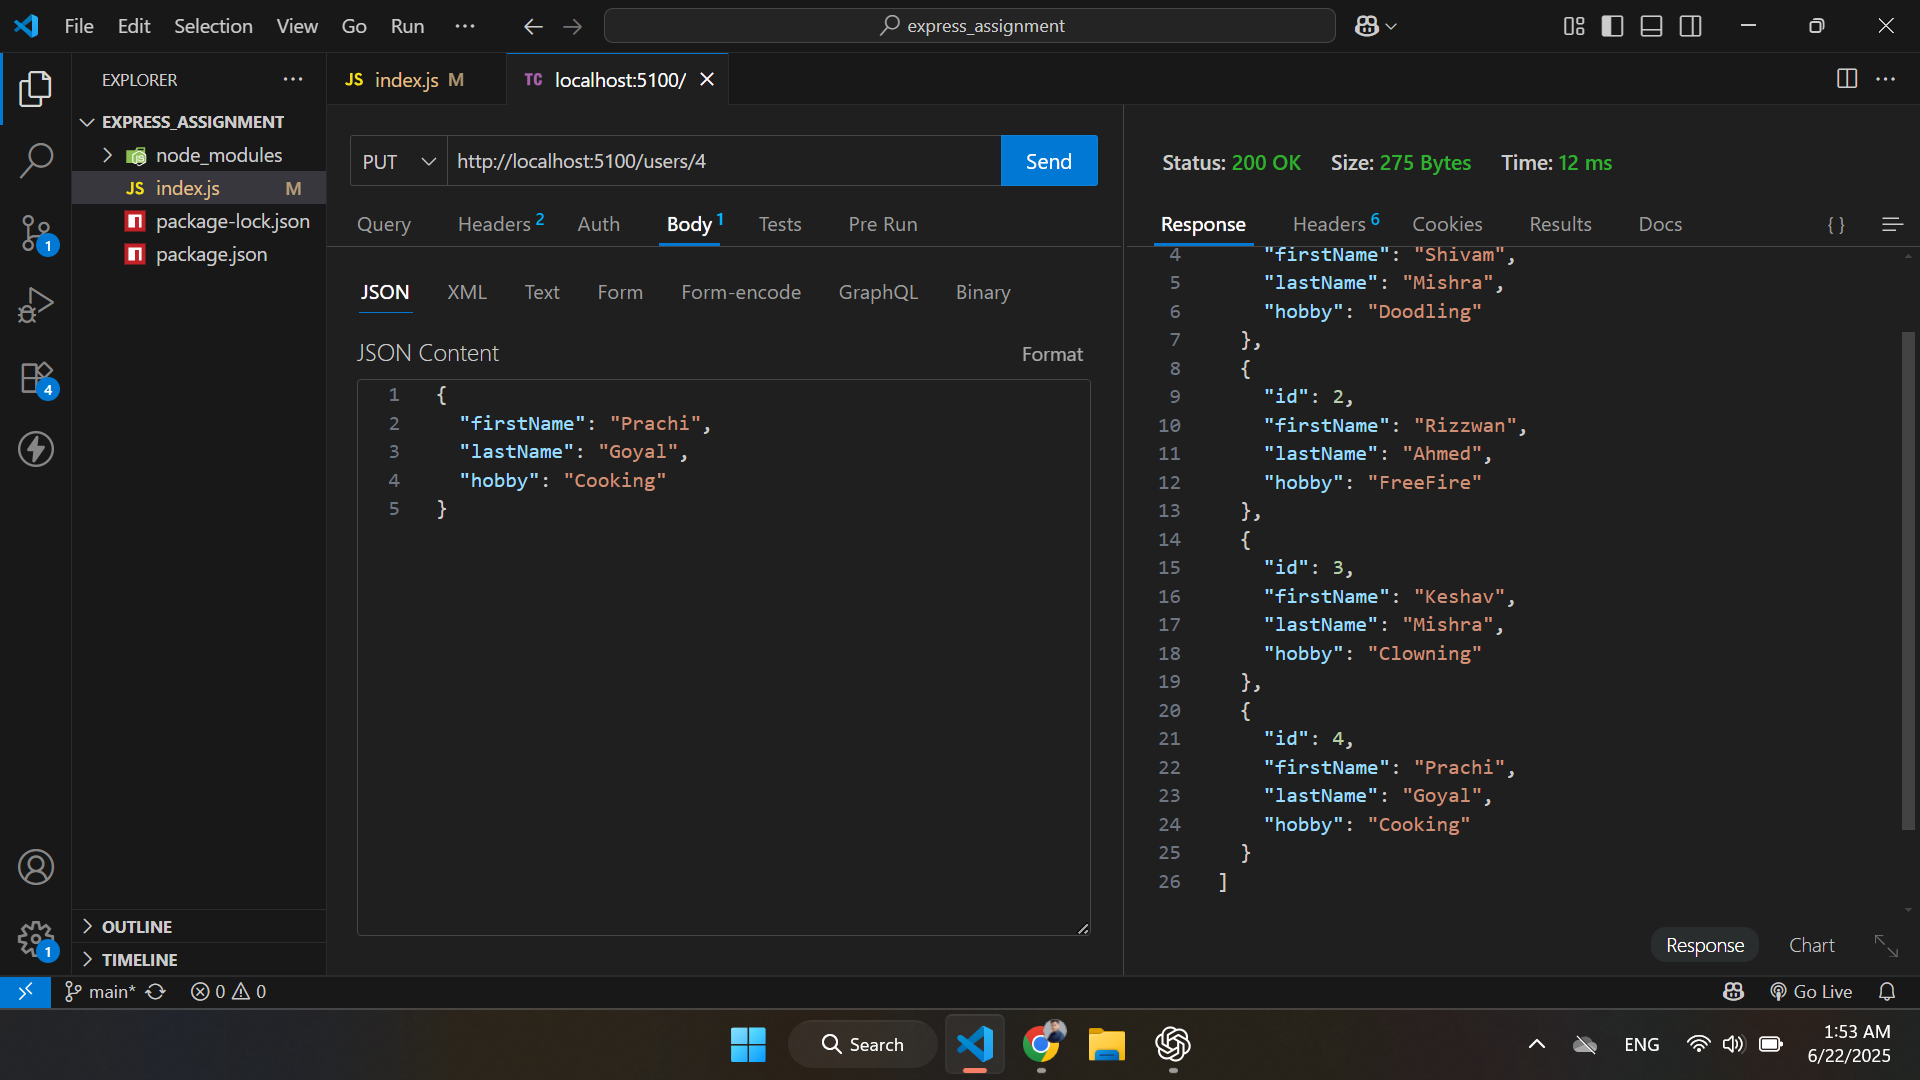 File Edit Selection View Go Run ··· express_assignment
EXPLORER ···
EXPRESS_ASSIGNMENT
node_modules
JS index.js M
package-lock.json
package.json
1
4
1
OUTLINE
TIMELINE
JS index.js M TC localhost:5100/
PUT http://localhost:5100/users/4 Send
Query Headers 2 Auth Body 1 Tests Pre Run
JSON XML Text Form Form-encode GraphQL Binary
JSON Content Format
1 {
2 "firstName": "Prachi",
3 "lastName": "Goyal",
4 "hobby": "Cooking"
5 }
Status: 200 OK Size: 275 Bytes Time: 12 ms
Response Headers 6 Cookies Results Docs { }
4 "firstName": "Shivam",
5 "lastName": "Mishra",
6 "hobby": "Doodling"
7 },
8 {
9 "id": 2,
10 "firstName": "Rizzwan",
11 "lastName": "Ahmed",
12 "hobby": "FreeFire"
13 },
14 {
15 "id": 3,
16 "firstName": "Keshav",
17 "lastName": "Mishra",
18 "hobby": "Clowning"
19 },
20 {
21 "id": 4,
22 "firstName": "Prachi",
23 "lastName": "Goyal",
24 "hobby": "Cooking"
25 }
26 ]
Response Chart
main* 0 0 Go Live
Search ENG 1:53 AM
6/22/2025